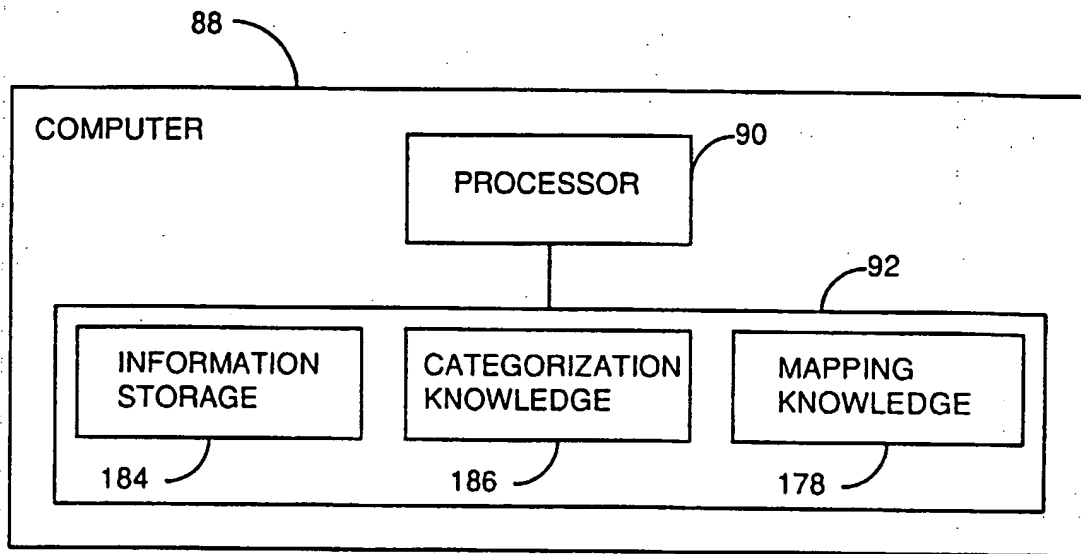 88
COMPUTER
90
PROCESSOR
92
INFORMATION
STORAGE
CATEGORIZATION
KNOWLEDGE
MAPPING
KNOWLEDGE
184
186
178